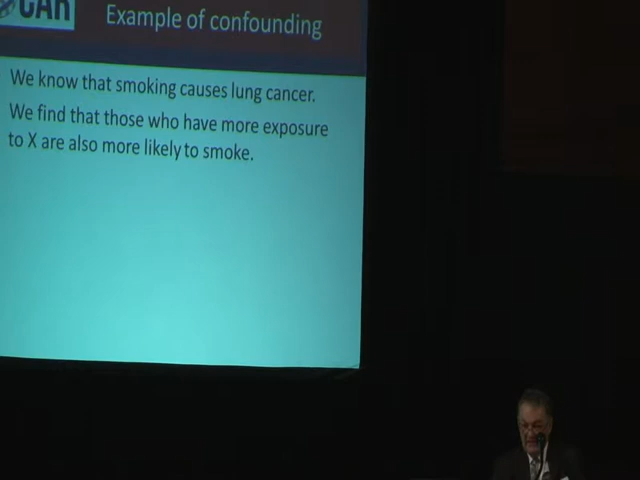 CAR
Example of confounding
We know that smoking causes lung cancer.
We find that those who have more exposure
to X are also more likely to smoke.